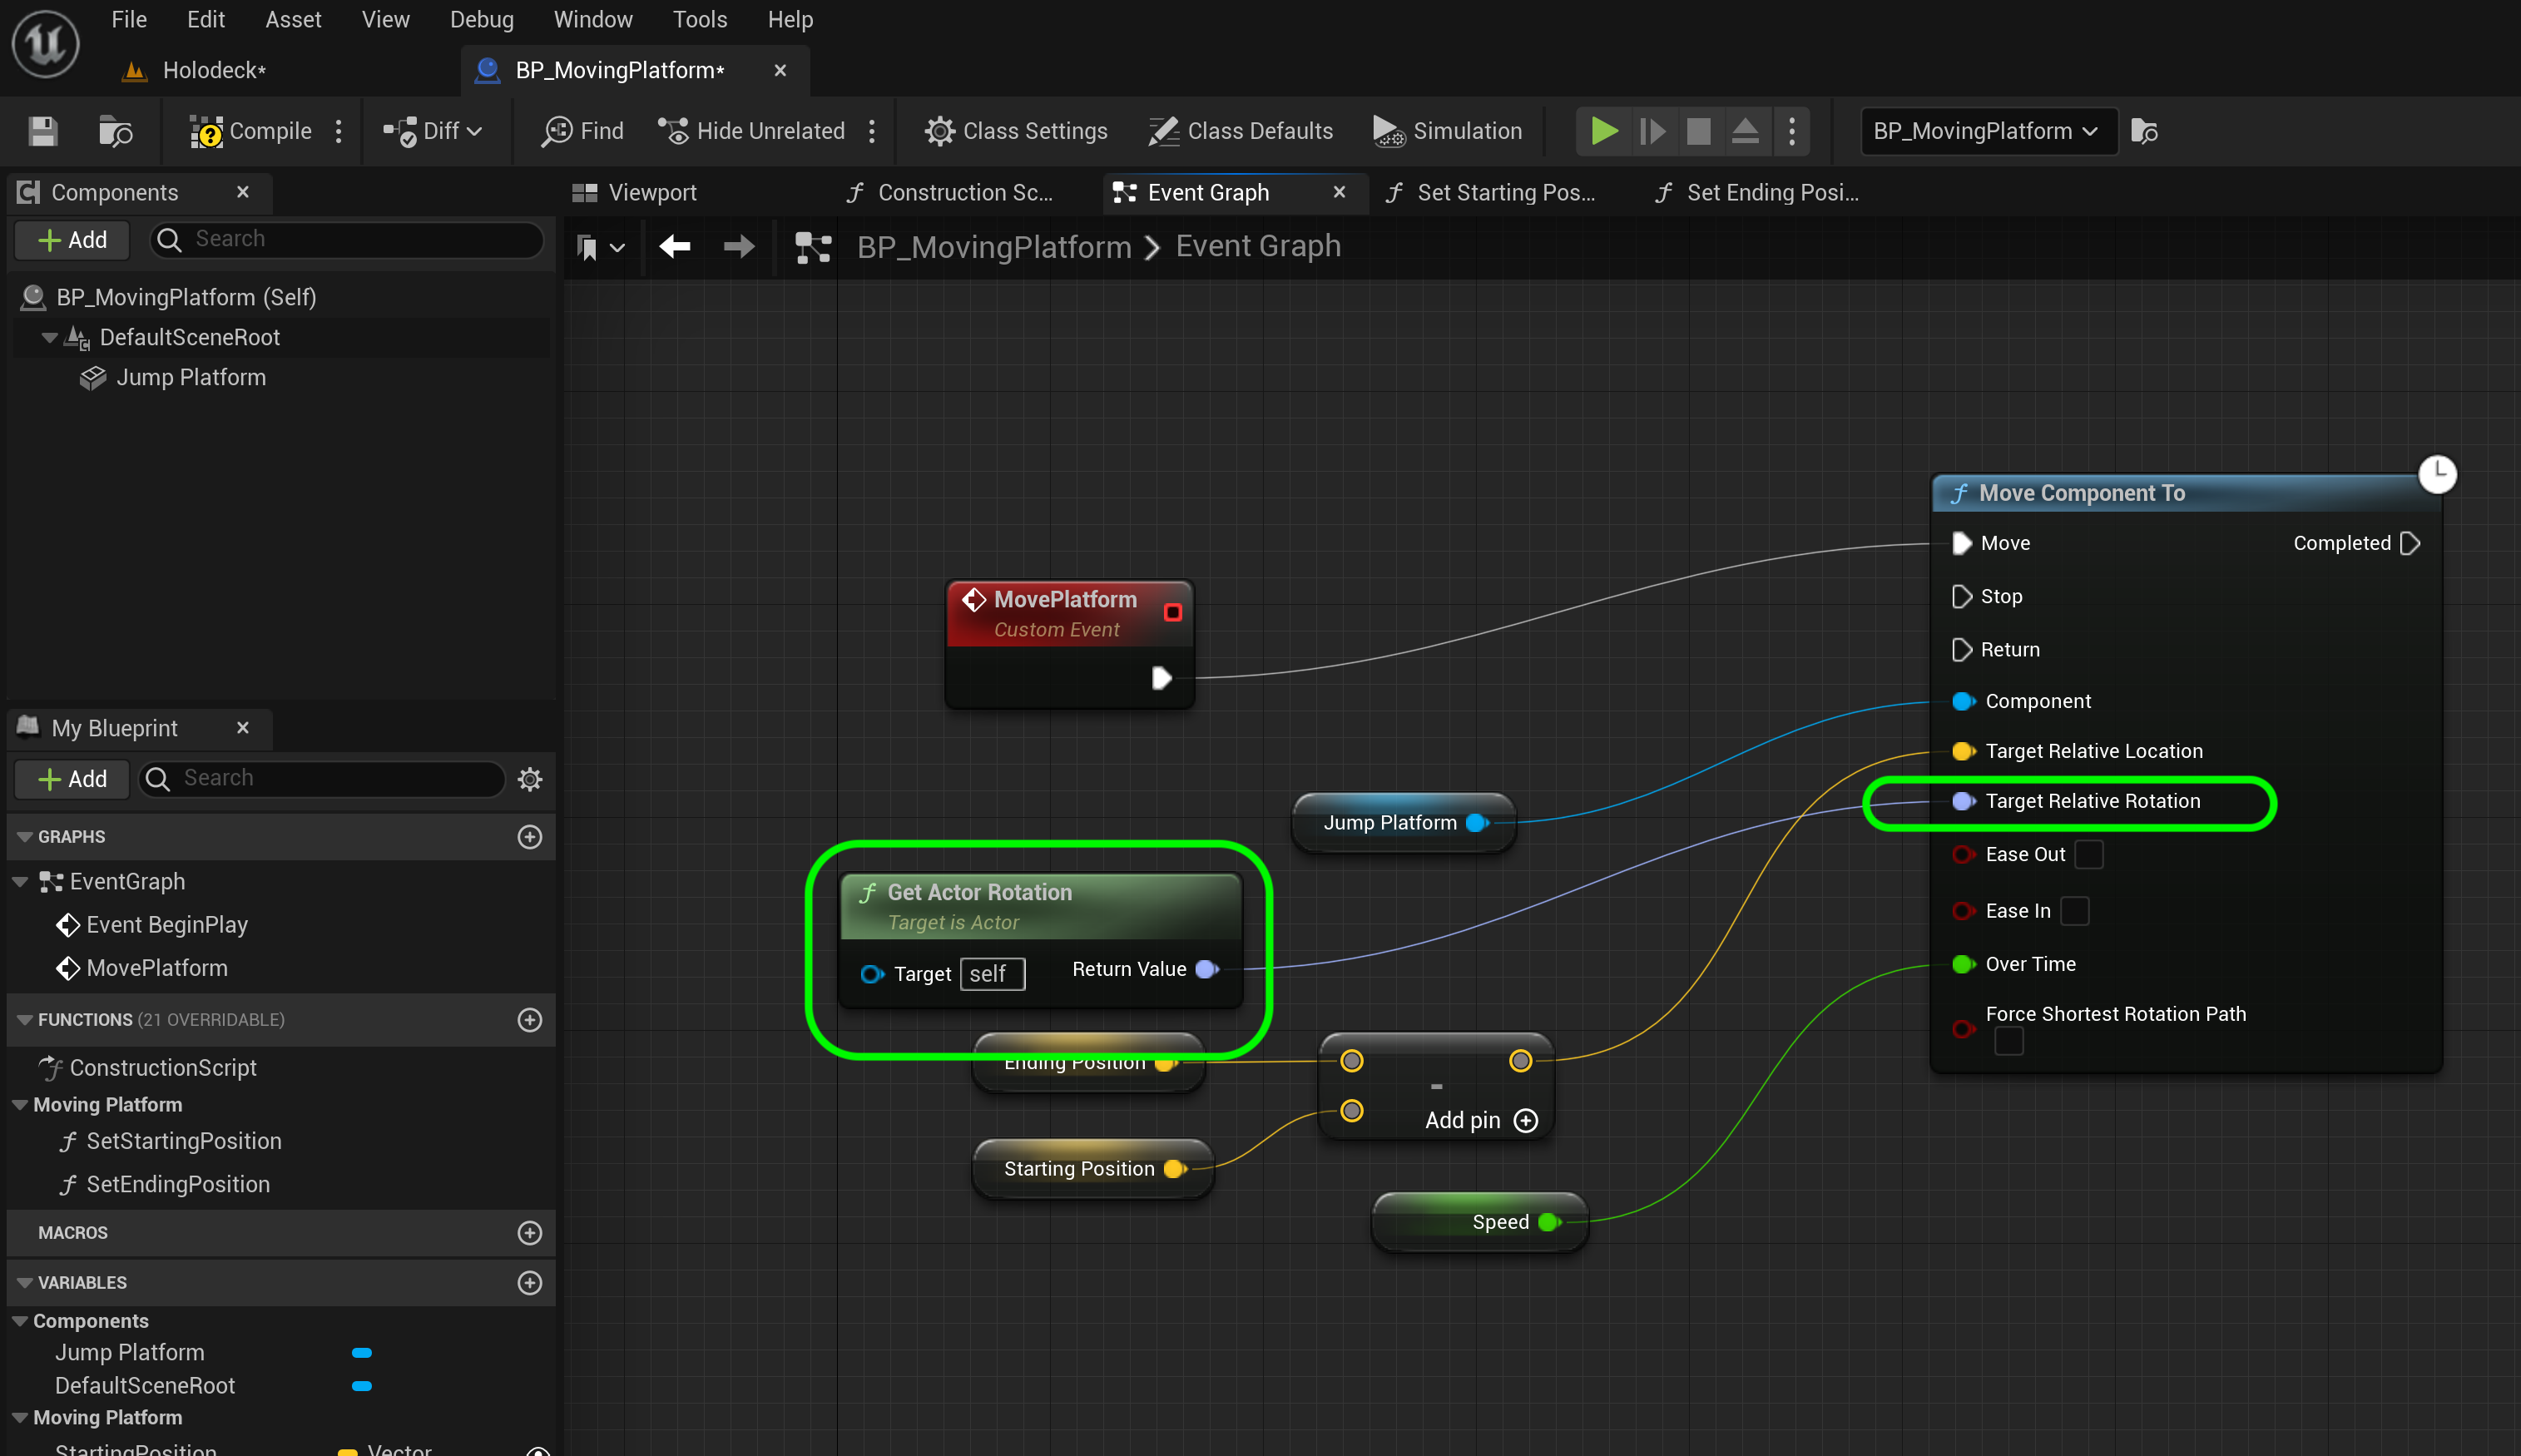 File Edit Asset View Debug Window Tools Help
Holodeck* BP_MovingPlatform*
Compile Diff Find Hide Unrelated Class Settings Class Defaults Simulation BP_MovingPlatform
Components
Viewport Construction Sc... Event Graph Set Starting Pos... Set Ending Posi...
Add Search
BP_MovingPlatform > Event Graph
BP_MovingPlatform (Self)
DefaultSceneRoot
Jump Platform
My Blueprint
Add Search
GRAPHS
EventGraph
Event BeginPlay
MovePlatform
FUNCTIONS (21 OVERRIDABLE)
ConstructionScript
Moving Platform
SetStartingPosition
SetEndingPosition
MACROS
VARIABLES
Components
Jump Platform
DefaultSceneRoot
Moving Platform
StartingPosition Vector
MovePlatform
Custom Event
Jump Platform
Get Actor Rotation
Target is Actor
Target self Return Value
Ending Position
Starting Position
-
Add pin
Speed
Move Component To
Move Completed
Stop
Return
Component
Target Relative Location
Target Relative Rotation
Ease Out
Ease In
Over Time
Force Shortest Rotation Path